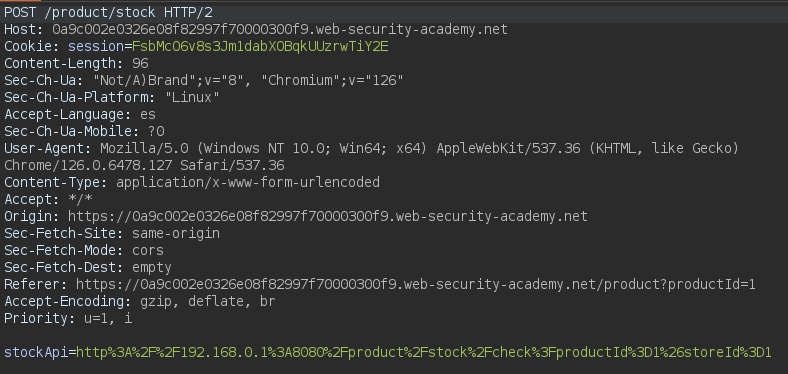 POST /product/stock HTTP/2
Host: 0a9c002e0326e08f82997f70000300f9.web-security-academy.net
Cookie: session=FsbMcO6v8s3Jm1dabXOBqkUUzrwTiY2E
Content-Length: 96
Sec-Ch-Ua: "Not/A)Brand";v="8", "Chromium";v="126"
Sec-Ch-Ua-Platform: "Linux"
Accept-Language: es
Sec-Ch-Ua-Mobile: ?0
User-Agent: Mozilla/5.0 (Windows NT 10.0; Win64; x64) AppleWebKit/537.36 (KHTML, like Gecko)
Chrome/126.0.6478.127 Safari/537.36
Content-Type: application/x-www-form-urlencoded
Accept: */*
Origin: https://0a9c002e0326e08f82997f70000300f9.web-security-academy.net
Sec-Fetch-Site: same-origin
Sec-Fetch-Mode: cors
Sec-Fetch-Dest: empty
Referer: https://0a9c002e0326e08f82997f70000300f9.web-security-academy.net/product?productId=1
Accept-Encoding: gzip, deflate, br
Priority: u=1, i
stockApi=http%3A%2F%2F192.168.0.1%3A8080%2Fproduct%2Fstock%2Fcheck%3FproductId%3D1%26storeId%3D1